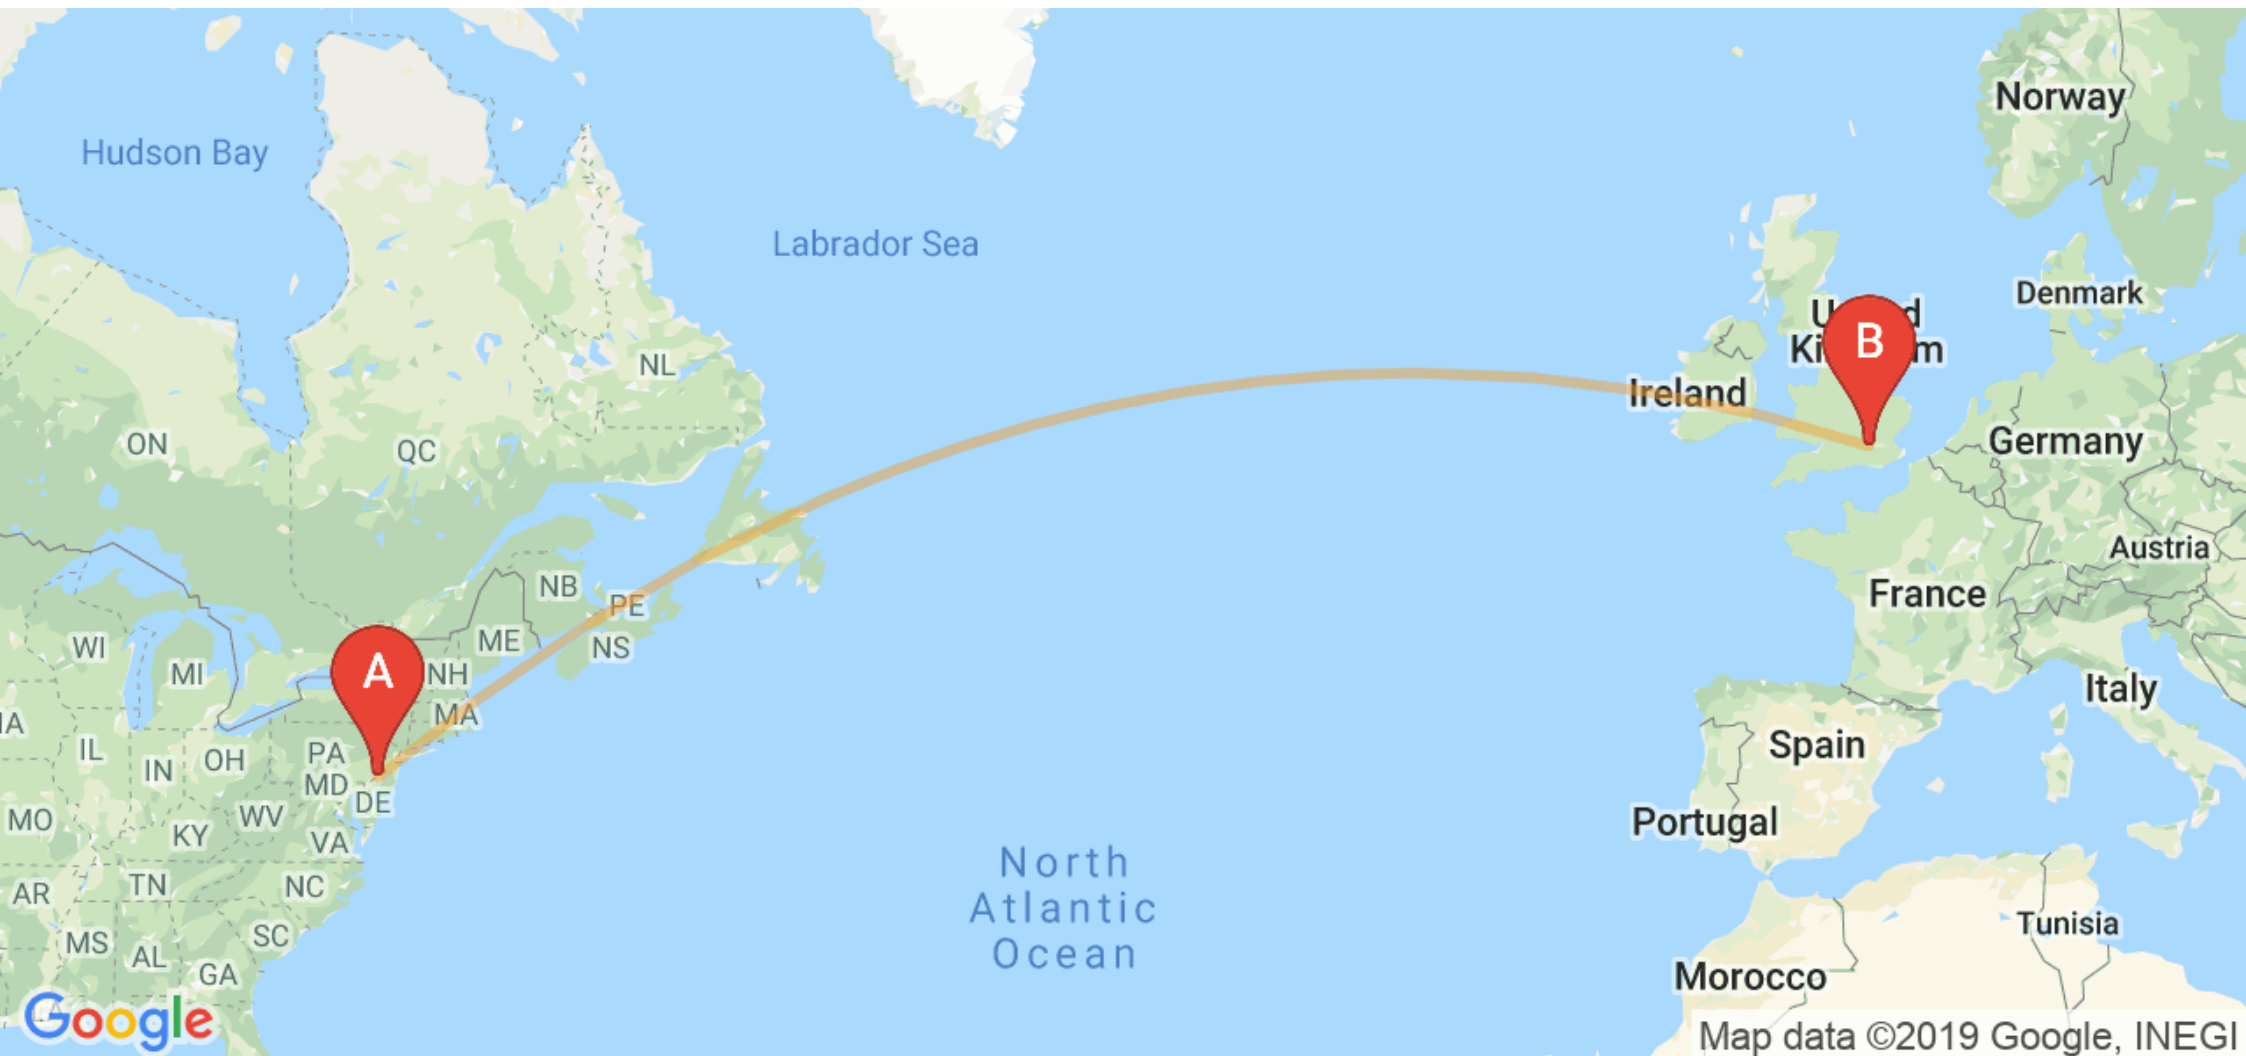 Norway
Hudson Bay
Labrador Sea
Denmark
B
Ireland
NL
ON
QC
Germany
Austria
NB
France
PE
NS
ME
WI
MI
A
NH
MA
Italy
IA
IL
IN
OH
PA
MD
DE
Spain
MO
KY
WV
VA
Portugal
North
Atlantic
Ocean
AR
TN
NC
MS
AL
SC
GA
Tunisia
Morocco
Google
Map data ©2019 Google, INEGI